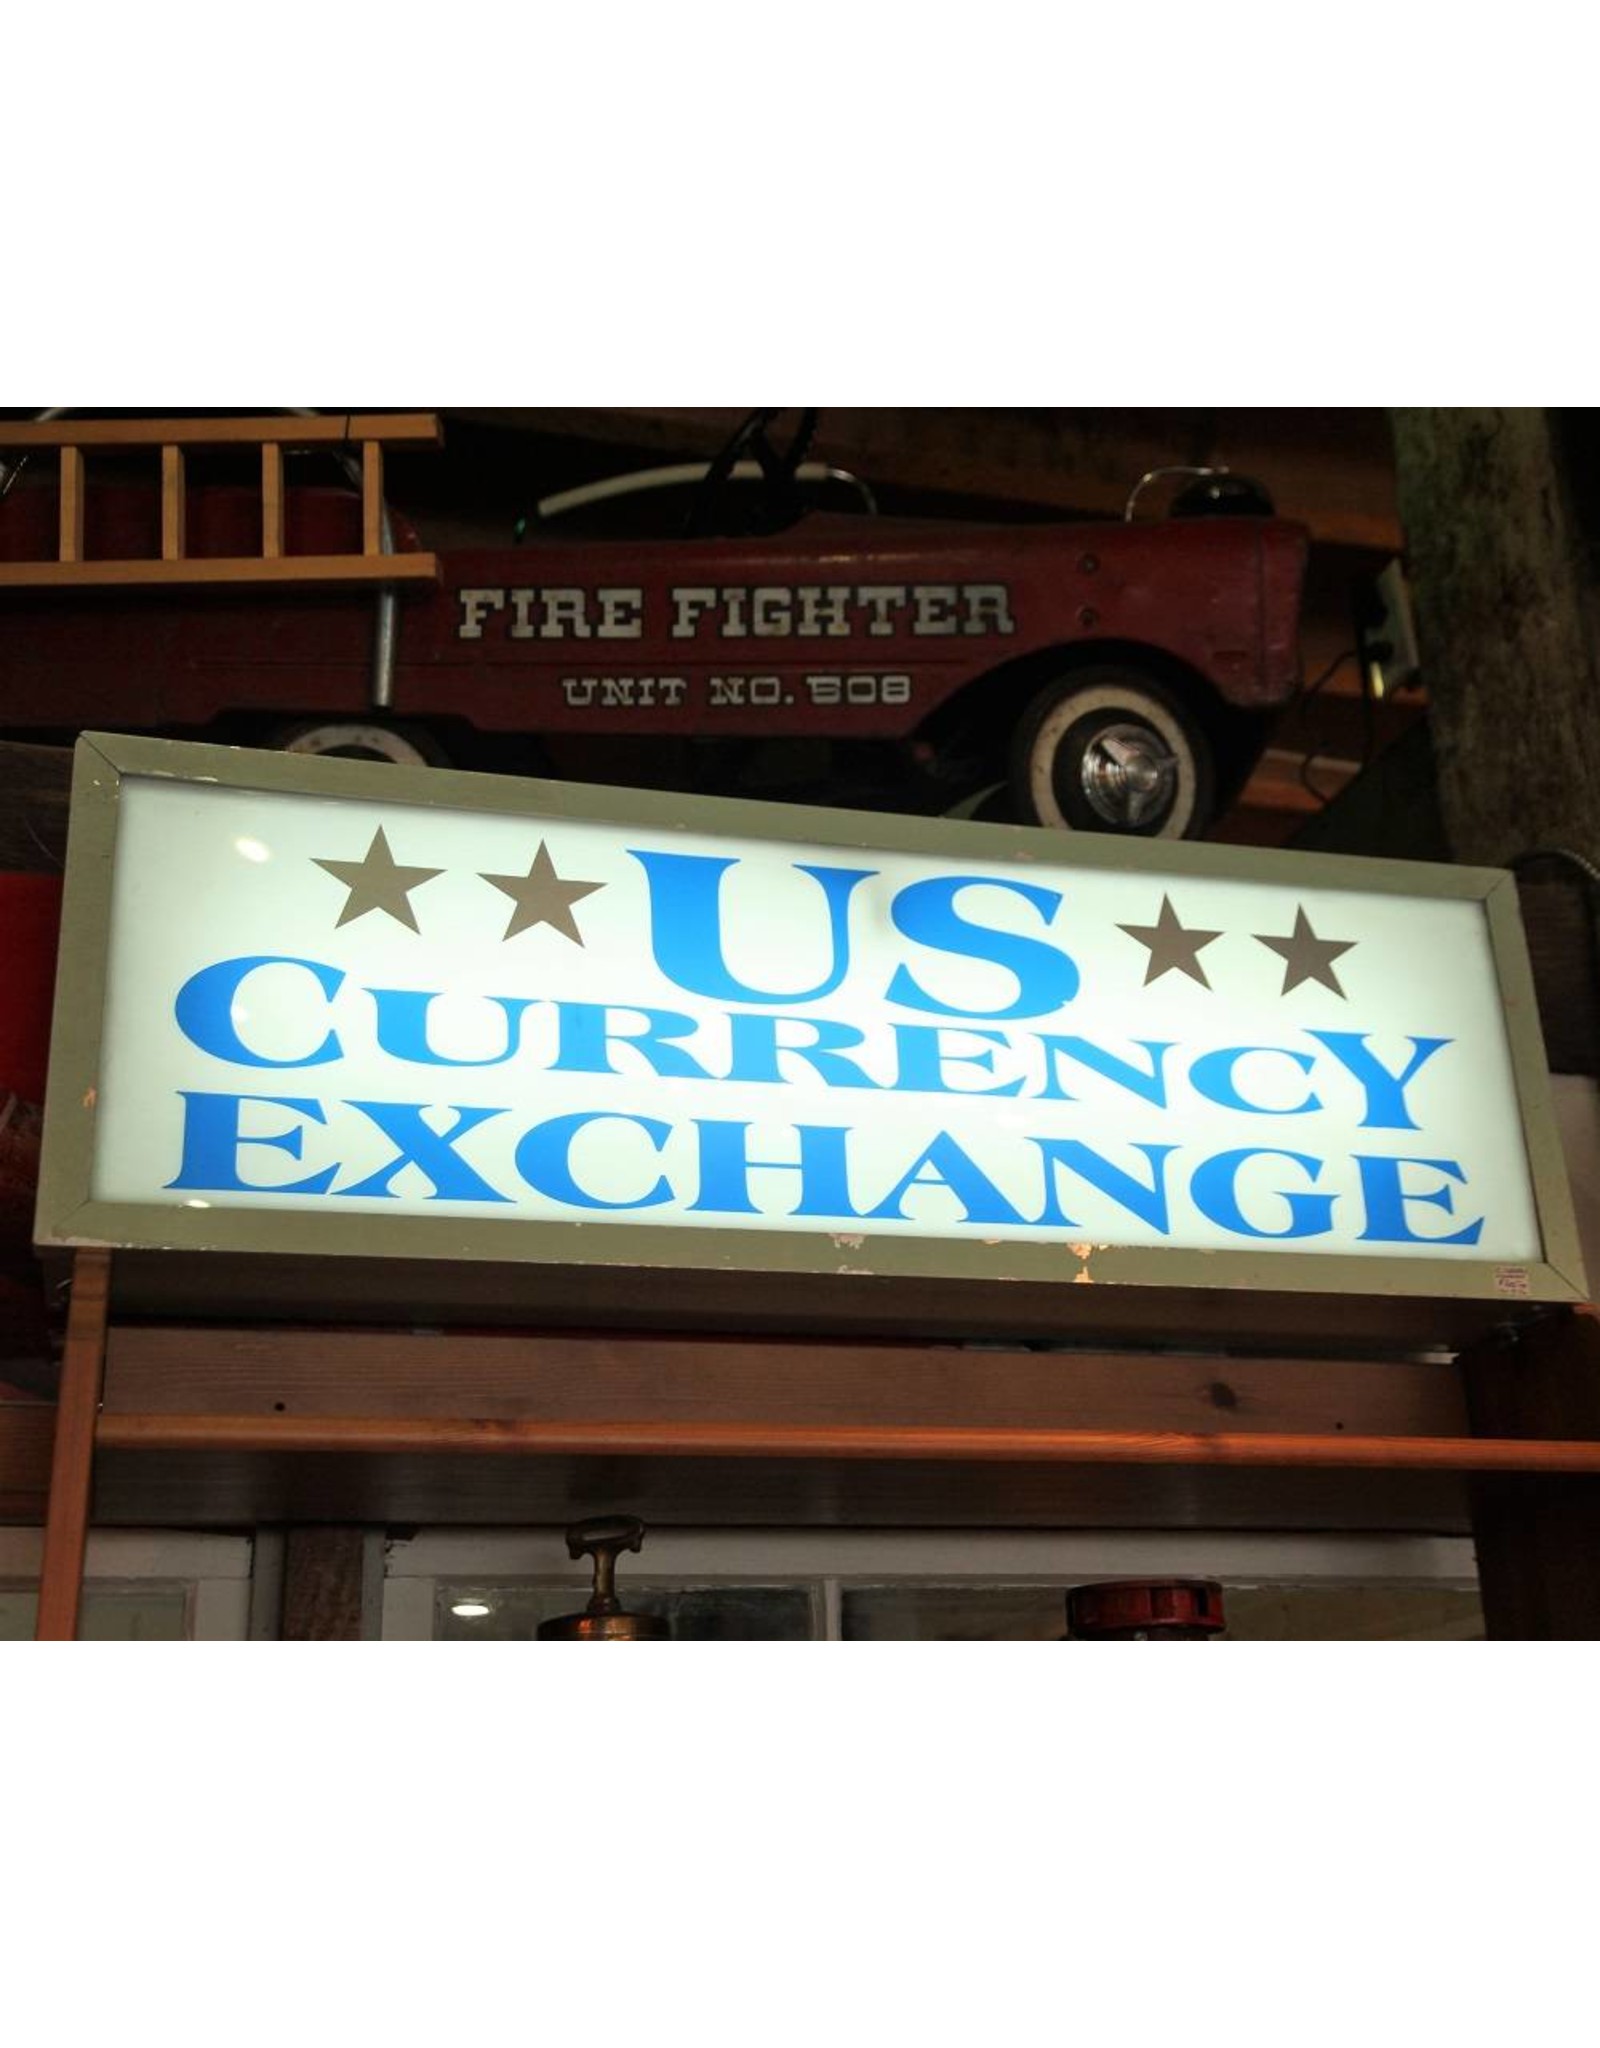 FIRE FIGHTER
UNIT NO. 508
US
CURRENCY
EXCHANGE